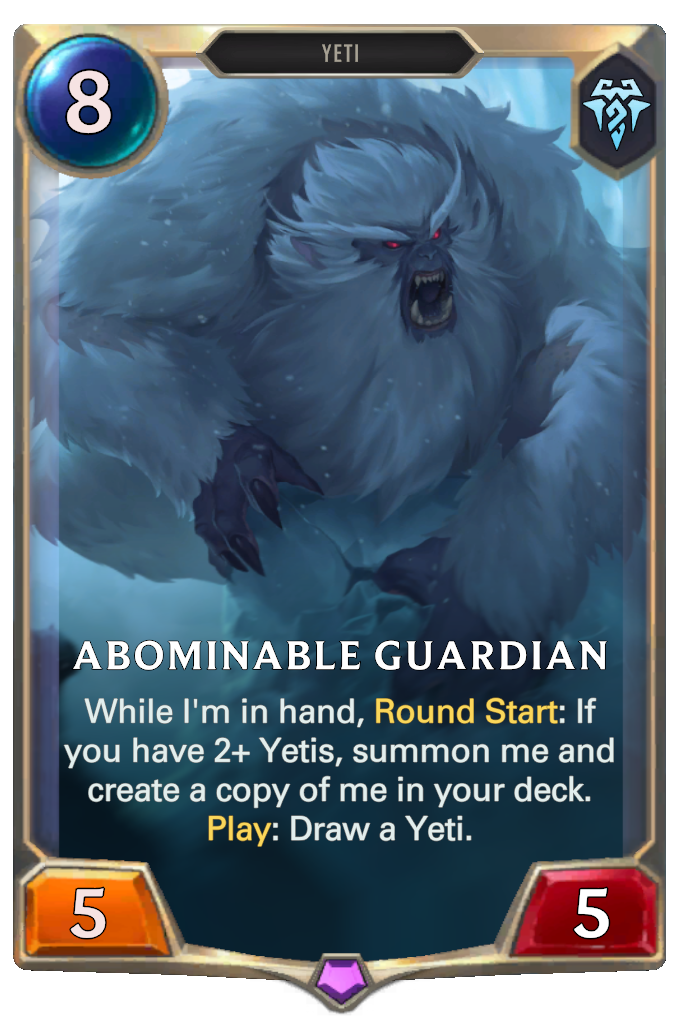 YETI
8
ABOMINABLE GUARDIAN
While I'm in hand, Round Start: If
you have 2+ Yetis, summon me and
create a copy of me in your deck.
Play: Draw a Yeti.
5
5